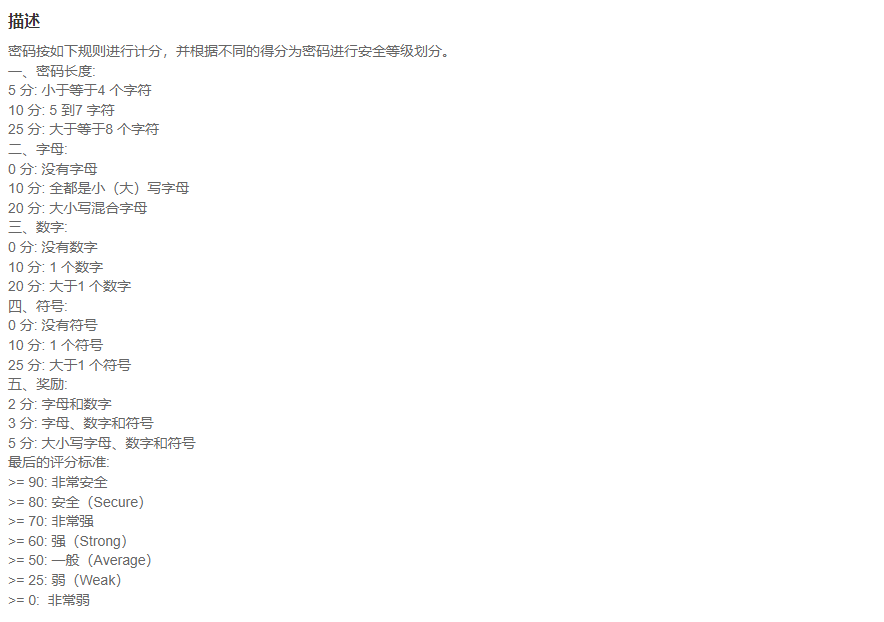 描述
密码按如下规则进行计分，并根据不同的得分为密码进行安全等级划分。
一、密码长度:
5 分: 小于等于4 个字符
10 分: 5 到7 字符
25 分: 大于等于8 个字符
二、字母:
0 分: 没有字母
10 分: 全都是小（大）写字母
20 分: 大小写混合字母
三、数字:
0 分: 没有数字
10 分: 1 个数字
20 分: 大于1 个数字
四、符号:
0 分: 没有符号
10 分: 1 个符号
25 分: 大于1 个符号
五、奖励:
2 分: 字母和数字
3 分: 字母、数字和符号
5 分: 大小写字母、数字和符号
最后的评分标准:
>= 90: 非常安全
>= 80: 安全（Secure）
>= 70: 非常强
>= 60: 强（Strong）
>= 50: 一般（Average）
>= 25: 弱（Weak）
>= 0:  非常弱